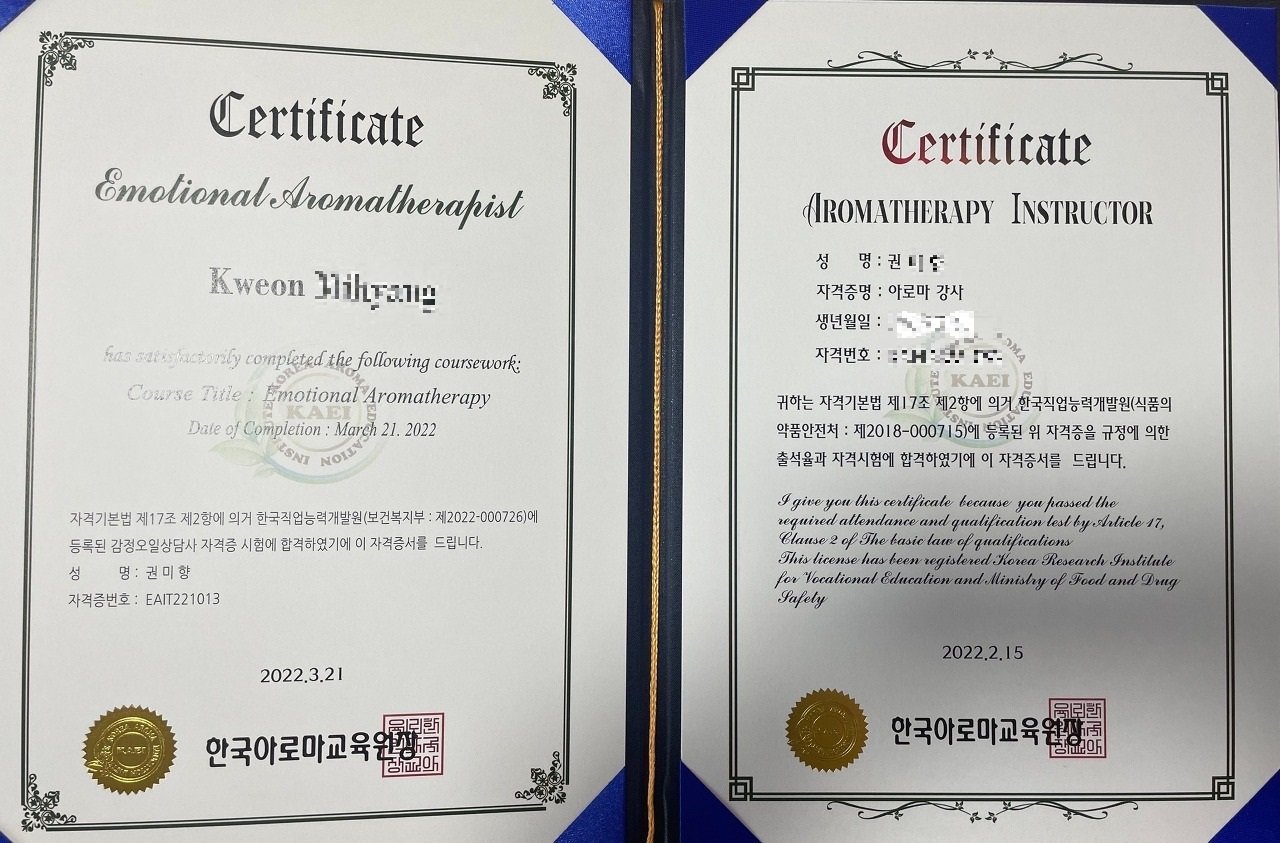 Certificate
Emotional Aromatherapist
Kweon
has satisfactorily completed the following coursework:
Course Title : Emotional Aromatherapy
Date of Completion : March 21. 2022
KOREA AROMA EDUCATION INSTITUTE
KAEI
자격기본법 제17조 제2항에 의거 한국직업능력개발원(보건복지부 : 제2022-000726)에
등록된 감정오일상담사 자격증 시험에 합격하였기에 이 자격증서를 드립니다.
성 명 : 권 미 향
자격증번호 : EAIT221013
2022.3.21
한국아로마교육원장
Certificate
AROMATHERAPY INSTRUCTOR
성 명 : 권
자격증명 : 아로마 강사
생년월일 :
자격번호 :
KAEI
귀하는 자격기본법 제17조 제2항에 의거 한국직업능력개발원(식품의
약품안전처 : 제2018-000715)에 등록된 위 자격증을 규정에 의한
출석율과 자격시험에 합격하였기에 이 자격증서를 드립니다.
I give you this certificate because you passed the
required attendance and qualification test by Article 17,
Clause 2 of The basic law of qualifications
This license has been registered Korea Research Institute
for Vocational Education and Ministry of Food and Drug
Safety
2022.2.15
한국아로마교육원장